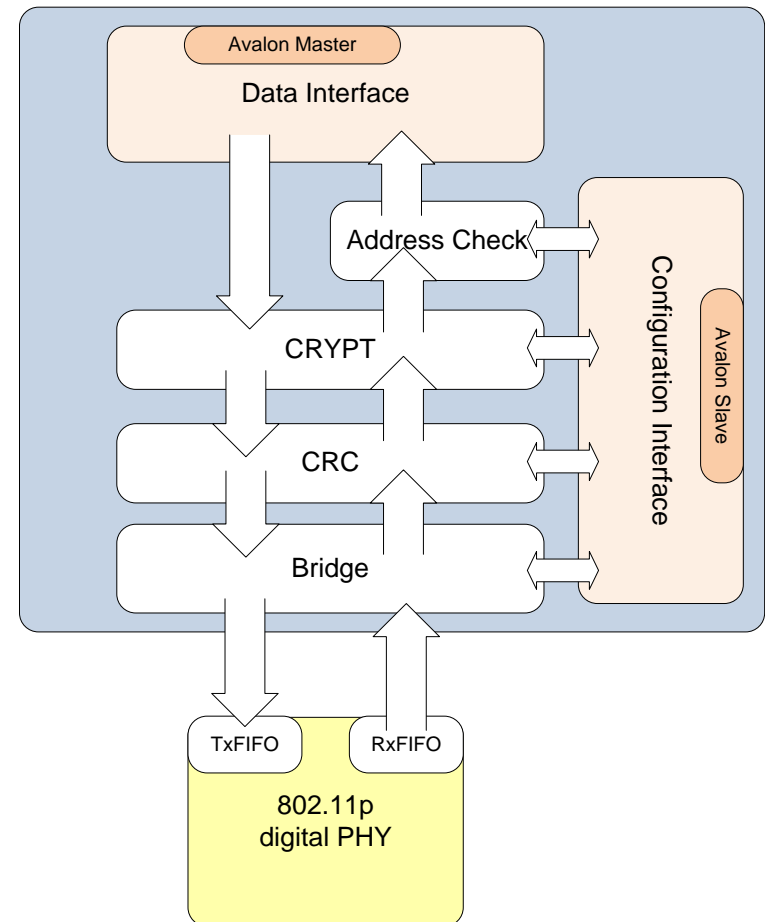 Avalon Master
Data Interface
Address Check
Configuration Interface
Avalon Slave
CRYPT
CRC
Bridge
TxFIFO
RxFIFO
802.11p
digital PHY